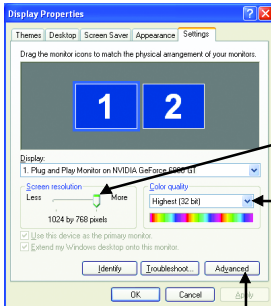 Display Properties
Themes Desktop Screen Saver Appearance Settings
Drag the monitor icons to match the physical arrangement of your monitors.
1 2
Display:
1. Plug and Play Monitor on NVIDIA GeForce 6800 GT
Screen resolution Color quality
Less More Highest (32 bit)
1024 by 768 pixels
Use this device as the primary monitor.
Extend my Windows desktop onto this monitor.
Identify Troubleshoot... Advanced
OK Cancel Apply